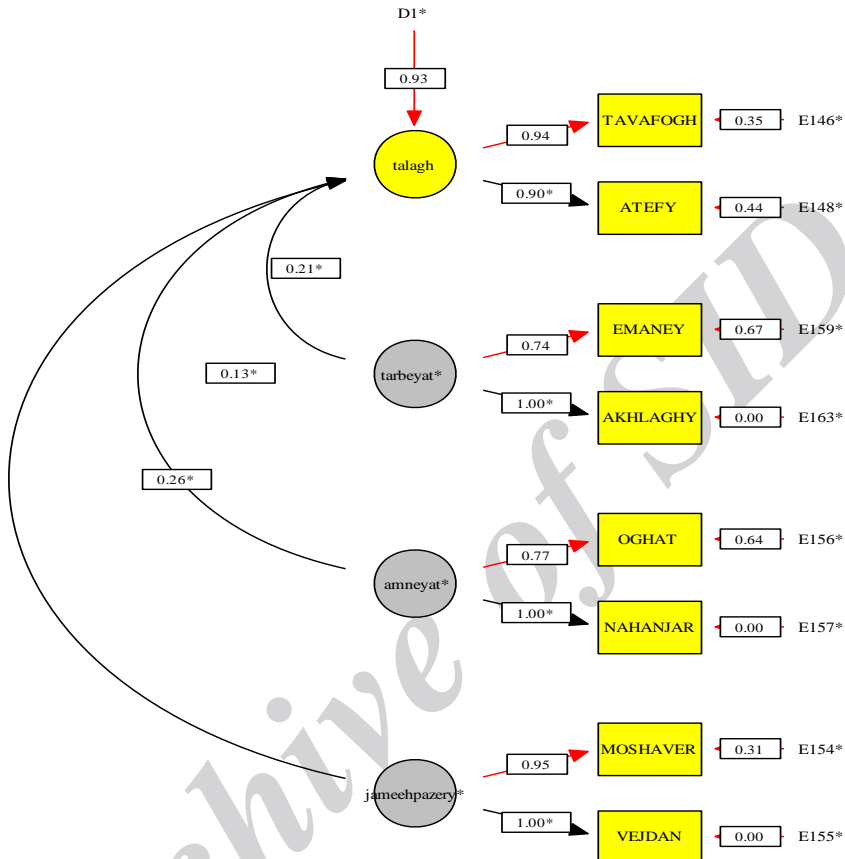 D1*
0.93
talagh
0.94
TAVAFOGH
0.35
E146*
0.90*
ATEFY
0.44
E148*
0.21*
tarbeyat*
0.74
EMANEY
0.67
E159*
0.13*
1.00*
AKHLAGHY
0.00
E163*
0.26*
amneyat*
0.77
OGHAT
0.64
E156*
1.00*
NAHANJAR
0.00
E157*
jameehpazery*
0.95
MOSHAVER
0.31
E154*
1.00*
VEJDAN
0.00
E155*
hive of SID